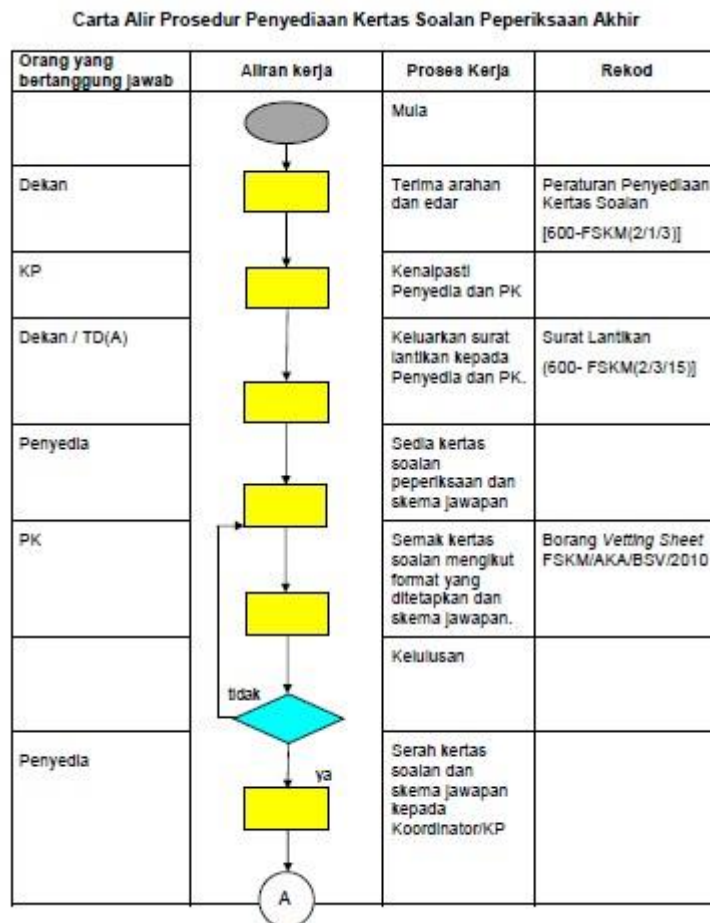 Carta Alir Prosedur Penyediaan Kertas Soalan Peperiksaan Akhir
Orang yang
bertanggung jawab
Aliran kerja
Proses Kerja
Rekod
Mula
Dekan
Terima arahan
dan edar
Peraturan Penyediaan
Kertas Soalan
[600-FSKM(2/1/3)]
KP
Kenalpasti
Penyedia dan PK
Dekan / TD(A)
Keluarkan surat
lantikan kepada
Penyedia dan PK.
Surat Lantikan
(600- FSKM(2/3/15)]
Penyedia
Sedia kertas
soalan
peperiksaan dan
skema jawapan
PK
Semak kertas
soalan mengikut
format yang
ditetapkan dan
skema jawapan.
Borang Vetting Sheet
FSKM/AKA/BSV/2010
Kelulusan
tidak
Penyedia
ya
Serah kertas
soalan dan
skema jawapan
kepada
Koordinator/KP
A